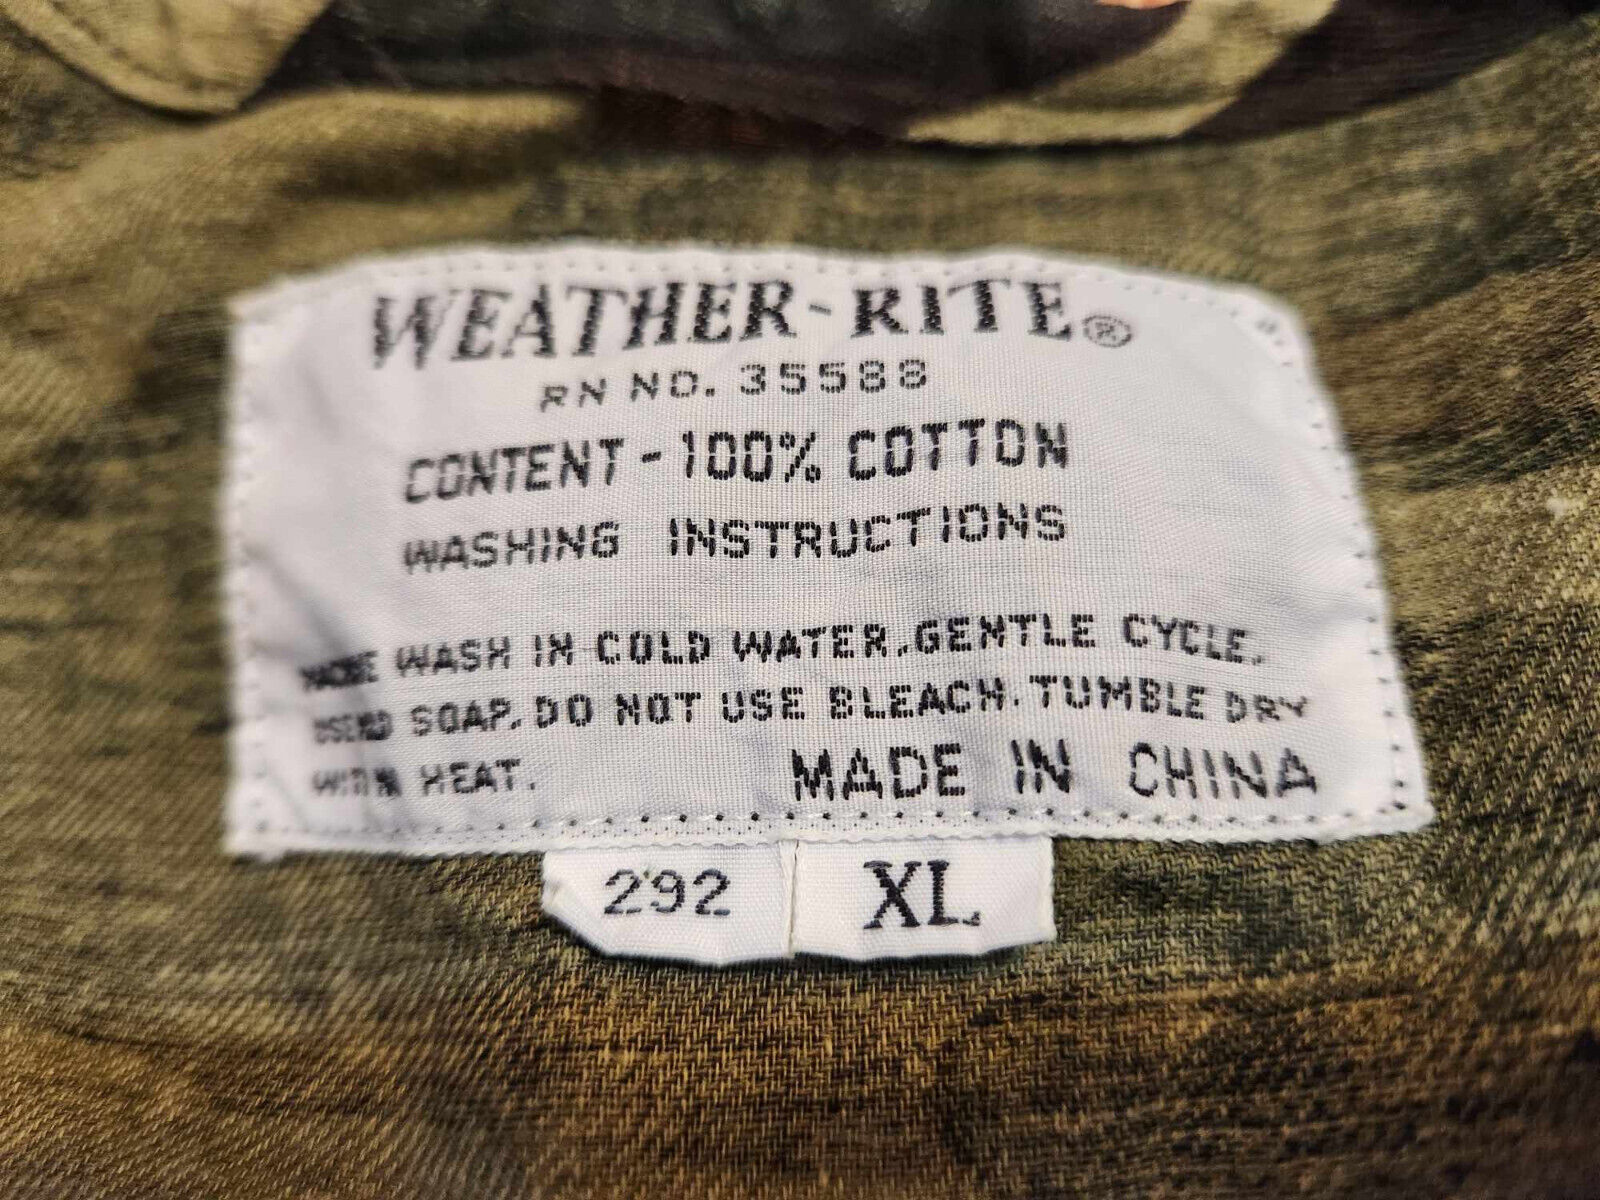 WEATHER-RITE®
RN NO. 35588
CONTENT - 100% COTTON
WASHING INSTRUCTIONS
WASH IN COLD WATER. GENTLE CYCLE.
SOAP. DO NOT USE BLEACH. TUMBLE DRY
HEAT. MADE IN CHINA
292 XL